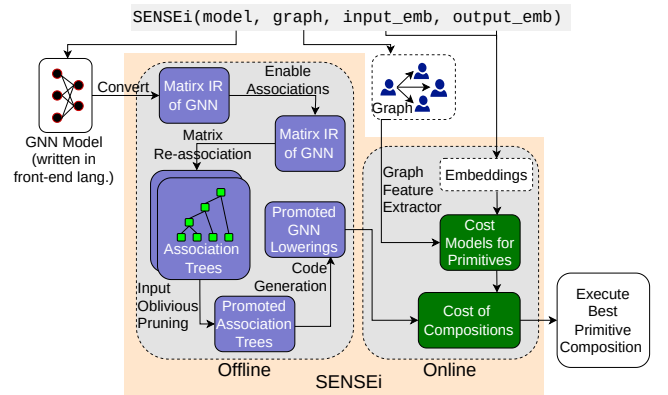 SENSEi(model, graph, input_emb, output_emb)
GNN Model
(written in
front-end lang.)
Convert
Matirx IR
of GNN
Enable
Associations
Matrix IR
of GNN
Matrix
Re-association
Association
Trees
Input
Oblivious
Pruning
Promoted
Association
Trees
Code
Generation
Promoted
GNN
Lowerings
Offline
Graph
Graph
Feature
Extractor
Embeddings
Cost
Models for
Primitives
Cost of
Compositions
Online
SENSEi
Execute
Best
Primitive
Composition